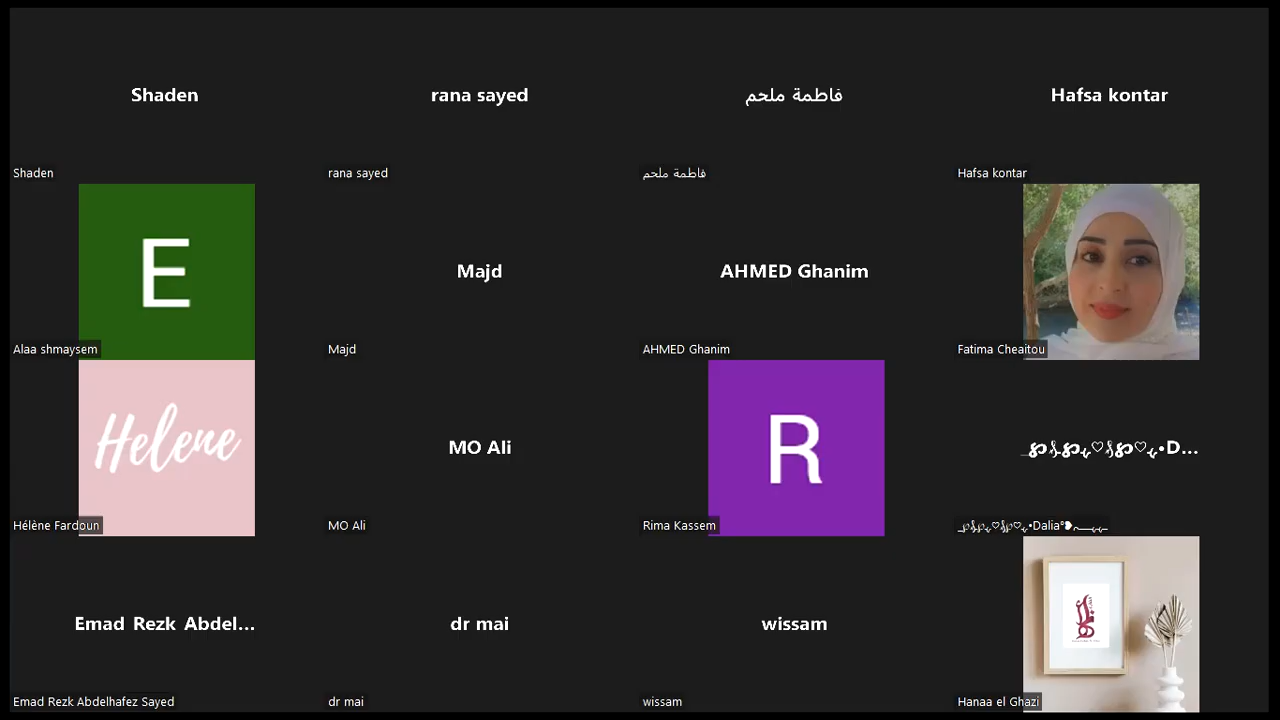 Shaden
rana sayed
فاطمة ملحم
Hafsa kontar
Shaden
rana sayed
فاطمة ملحم
Hafsa kontar
E
Majd
AHMED Ghanim
Alaa shmaysem
Majd
AHMED Ghanim
Fatima Cheaitou
Helene
MO Ali
R
•D...
Hélène Fardoun
MO Ali
Rima Kassem
•Dalia°
Emad Rezk Abdel...
dr mai
wissam
Emad Rezk Abdelhafez Sayed
dr mai
wissam
Hanaa el Ghazi